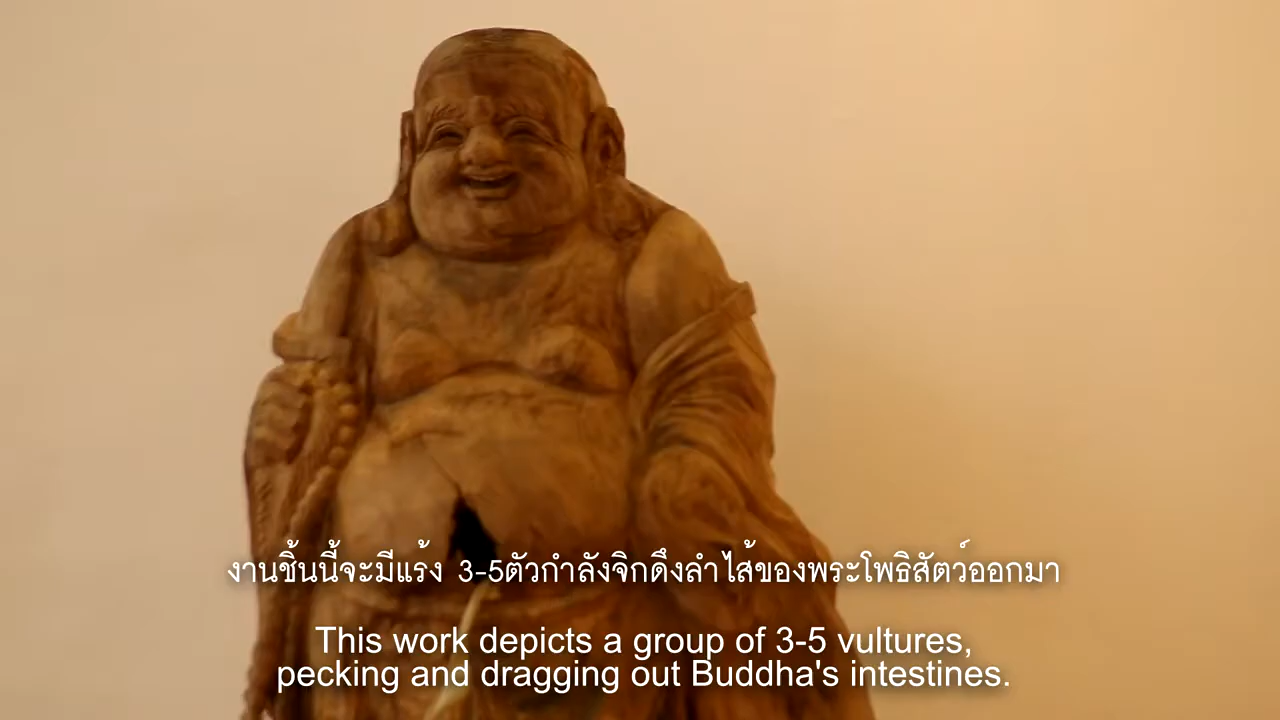 งานชิ้นนี้จะมีแร้ง 3-5ตัวกำลังจิกดึงลำไส้ของพระโพธิสัตว์ออกมา
This work depicts a group of 3-5 vultures,
pecking and dragging out Buddha's intestines.